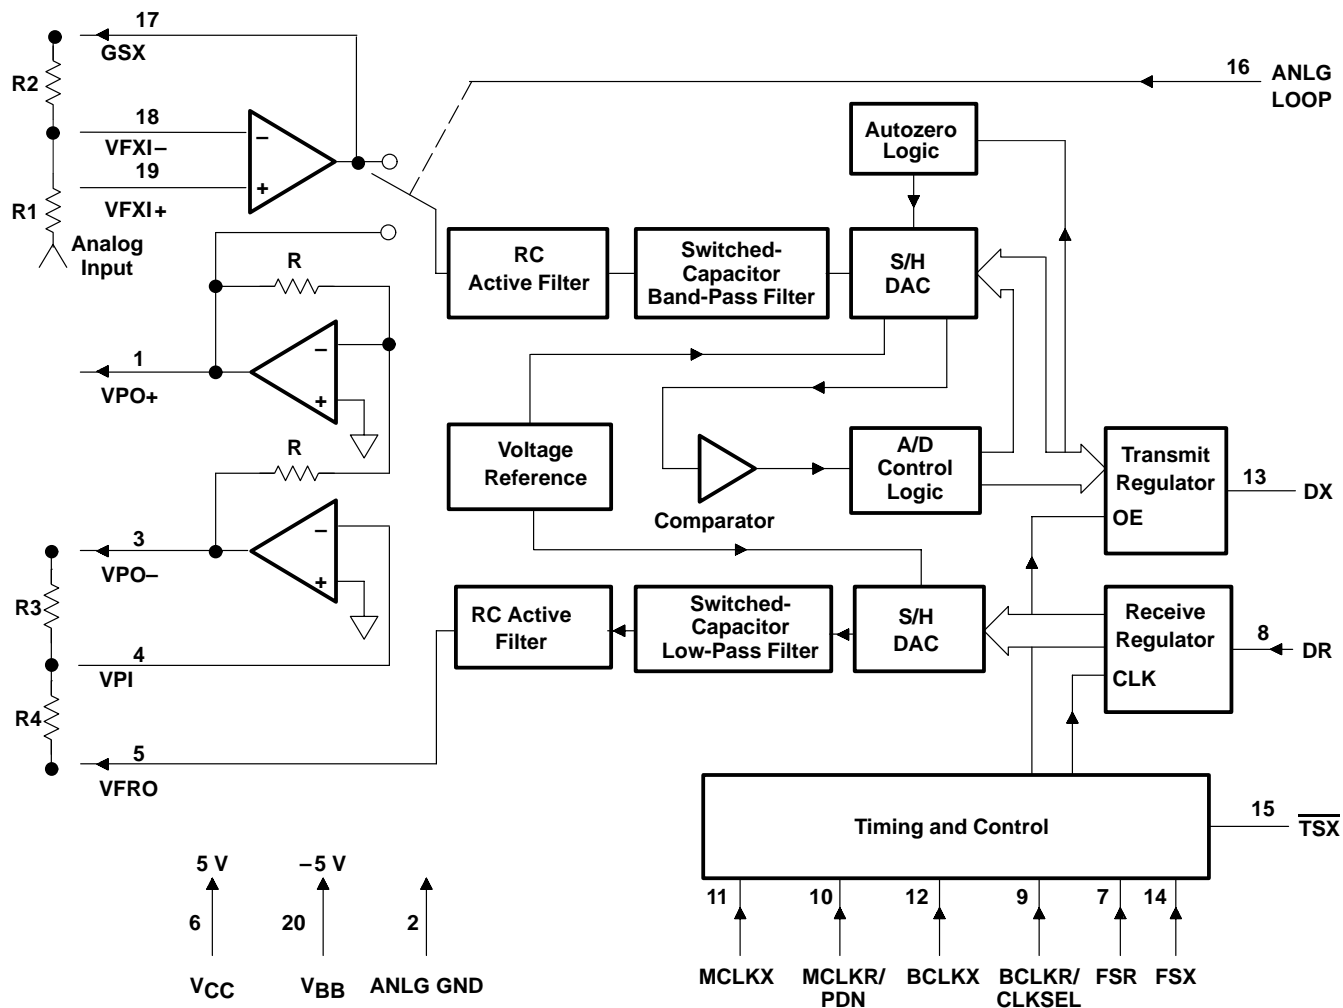 17
GSX
R2
18
VFXI−
19
VFXI+
R1
Analog
Input
−
+
16
ANLG
LOOP
Autozero
Logic
RC
Active Filter
Switched-
Capacitor
Band-Pass Filter
S/H
DAC
R
1
VPO+
−
+
R
Voltage
Reference
Comparator
A/D
Control
Logic
Transmit
Regulator
OE
13
DX
3
VPO−
−
+
R3
4
VPI
R4
5
VFRO
RC Active
Filter
Switched-
Capacitor
Low-Pass Filter
S/H
DAC
Receive
Regulator
CLK
8
DR
Timing and Control
15
TSX
5 V
−5 V
6
20
2
VCC
VBB
ANLG GND
11
10
12
9
7
14
MCLKX
MCLKR/
PDN
BCLKX
BCLKR/
CLKSEL
FSR
FSX